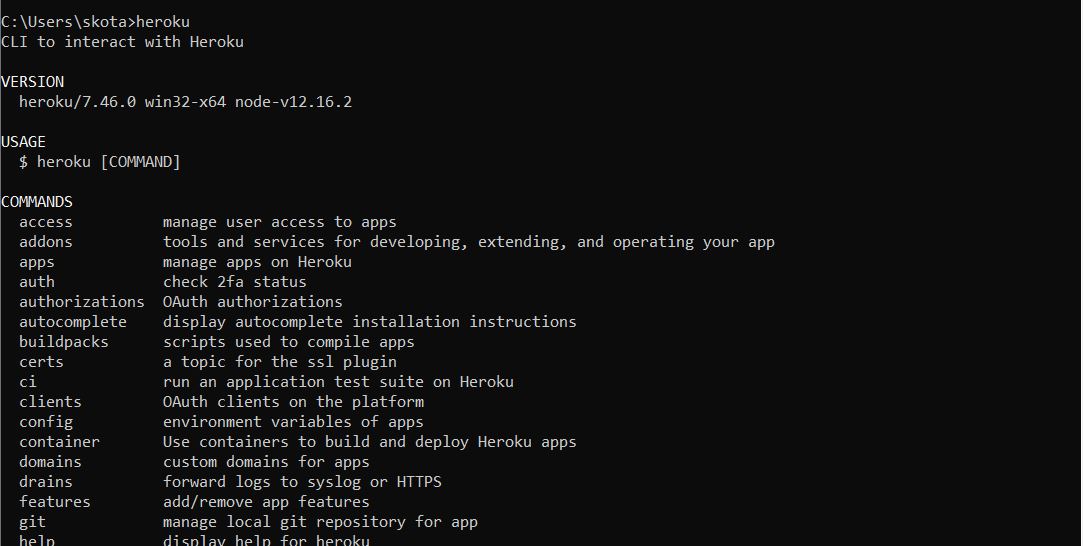 C:\Users\skota>heroku
CLI to interact with Heroku
VERSION
heroku/7.46.0 win32-x64 node-v12.16.2
USAGE
$ heroku [COMMAND]
COMMANDS
access manage user access to apps
addons tools and services for developing, extending, and operating your app
apps manage apps on Heroku
auth check 2fa status
authorizations OAuth authorizations
autocomplete display autocomplete installation instructions
buildpacks scripts used to compile apps
certs a topic for the ssl plugin
ci run an application test suite on Heroku
clients OAuth clients on the platform
config environment variables of apps
container Use containers to build and deploy Heroku apps
domains custom domains for apps
drains forward logs to syslog or HTTPS
features add/remove app features
git manage local git repository for app
help display help for heroku